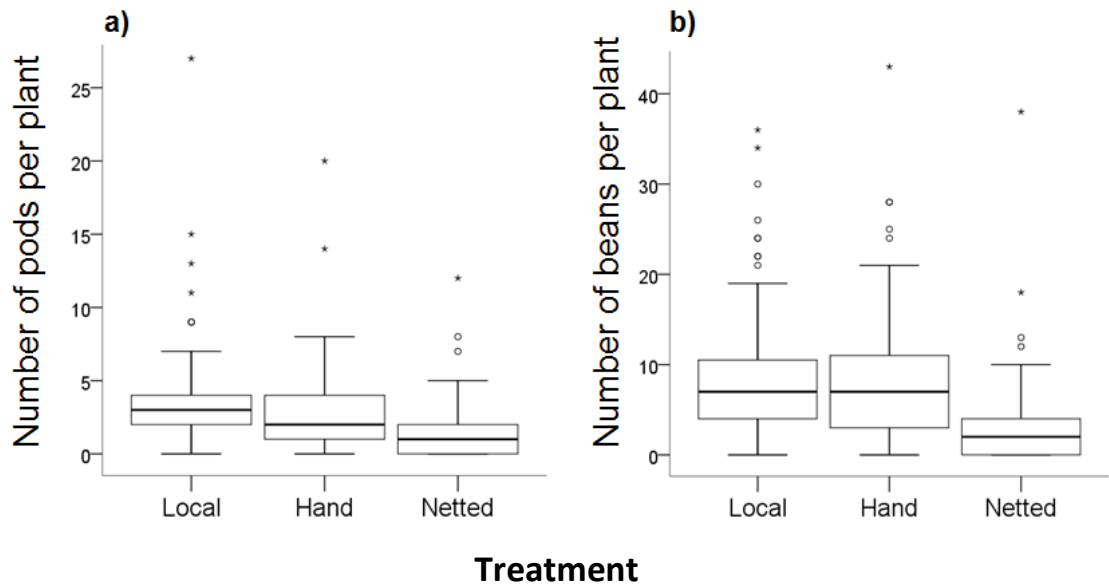 a)
Number of pods per plant
25
20
15
10
5
0
Local Hand Netted
b)
Number of beans per plant
40
30
20
10
0
Local Hand Netted
Treatment